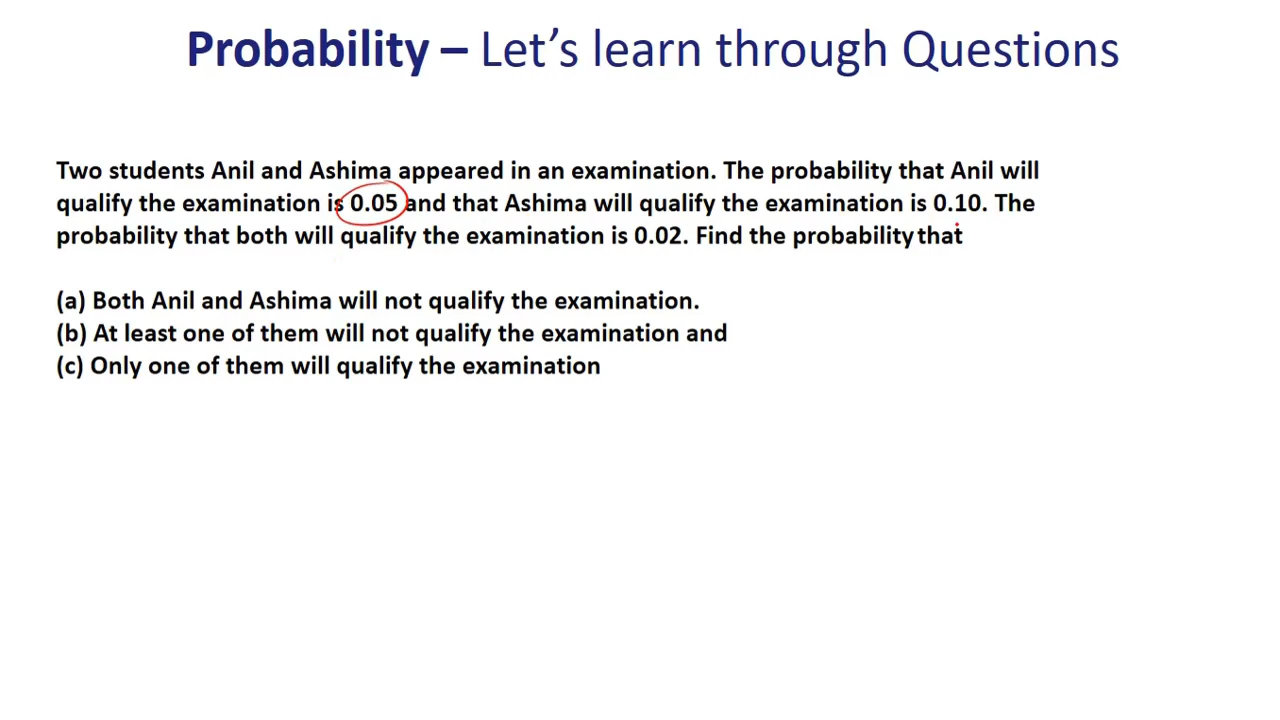 Probability – Let’s learn through Questions
Two students Anil and Ashima appeared in an examination. The probability that Anil will
qualify the examination is 0.05 and that Ashima will qualify the examination is 0.10. The
probability that both will qualify the examination is 0.02. Find the probability that
(a) Both Anil and Ashima will not qualify the examination.
(b) At least one of them will not qualify the examination and
(c) Only one of them will qualify the examination